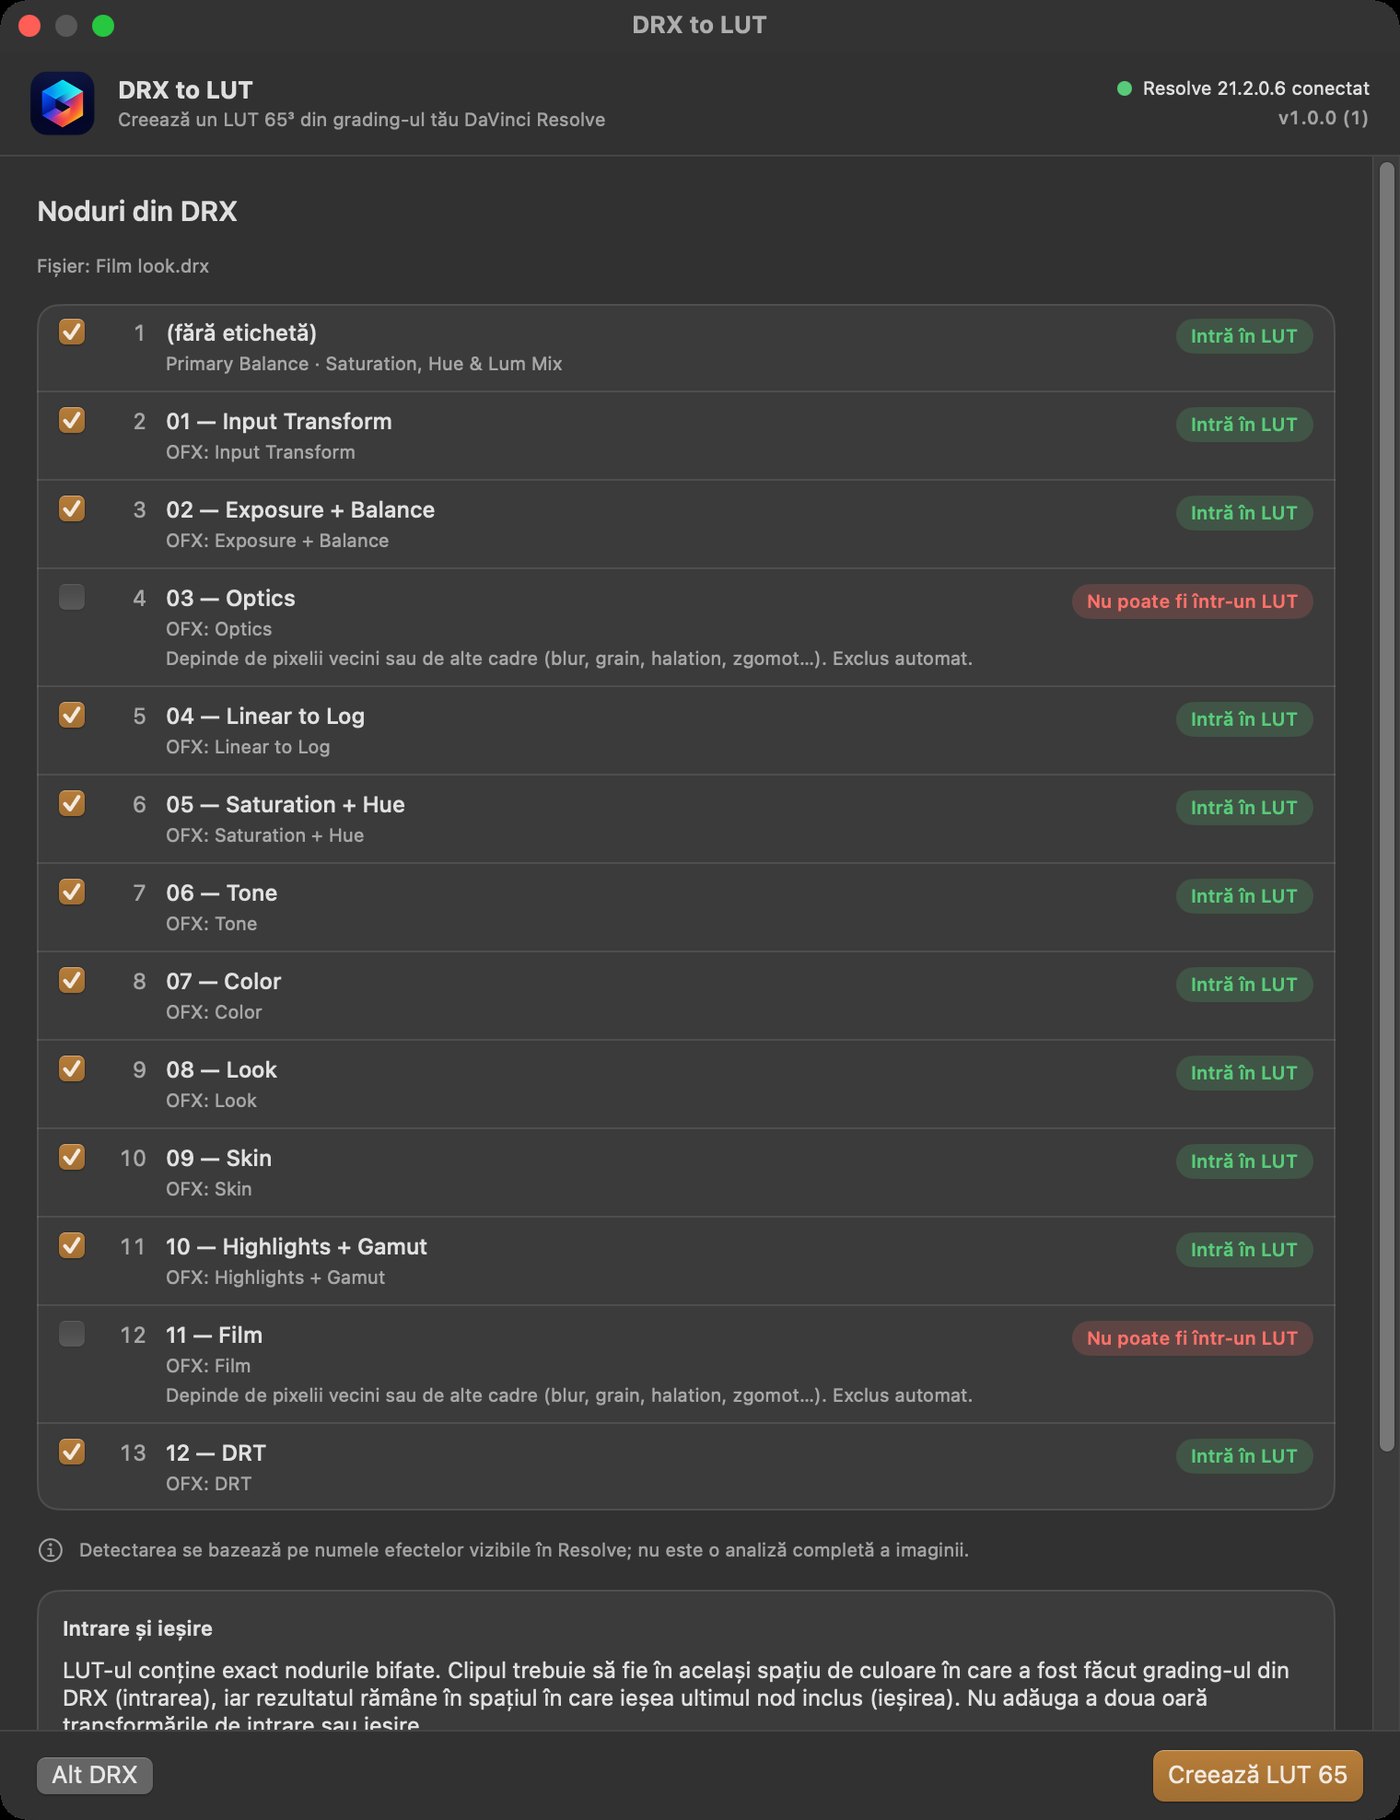 DRX to LUT
DRX to LUT
Creează un LUT 65³ din grading-ul tău DaVinci Resolve
Resolve 21.2.0.6 conectat
v1.0.0 (1)
Noduri din DRX
Fișier: Film look.drx
1 (fără etichetă) Intră în LUT
Primary Balance · Saturation, Hue & Lum Mix
2 01 — Input Transform Intră în LUT
OFX: Input Transform
3 02 — Exposure + Balance Intră în LUT
OFX: Exposure + Balance
4 03 — Optics Nu poate fi într-un LUT
OFX: Optics
Depinde de pixelii vecini sau de alte cadre (blur, grain, halation, zgomot...). Exclus automat.
5 04 — Linear to Log Intră în LUT
OFX: Linear to Log
6 05 — Saturation + Hue Intră în LUT
OFX: Saturation + Hue
7 06 — Tone Intră în LUT
OFX: Tone
8 07 — Color Intră în LUT
OFX: Color
9 08 — Look Intră în LUT
OFX: Look
10 09 — Skin Intră în LUT
OFX: Skin
11 10 — Highlights + Gamut Intră în LUT
OFX: Highlights + Gamut
12 11 — Film Nu poate fi într-un LUT
OFX: Film
Depinde de pixelii vecini sau de alte cadre (blur, grain, halation, zgomot...). Exclus automat.
13 12 — DRT Intră în LUT
OFX: DRT
Detectarea se bazează pe numele efectelor vizibile în Resolve; nu este o analiză completă a imaginii.
Intrare și ieșire
LUT-ul conține exact nodurile bifate. Clipul trebuie să fie în același spațiu de culoare în care a fost făcut grading-ul din
DRX (intrarea), iar rezultatul rămâne în spațiul în care ieșea ultimul nod inclus (ieșirea). Nu adăuga a doua oară
transformările de intrare sau ieșire.
Alt DRX
Creează LUT 65